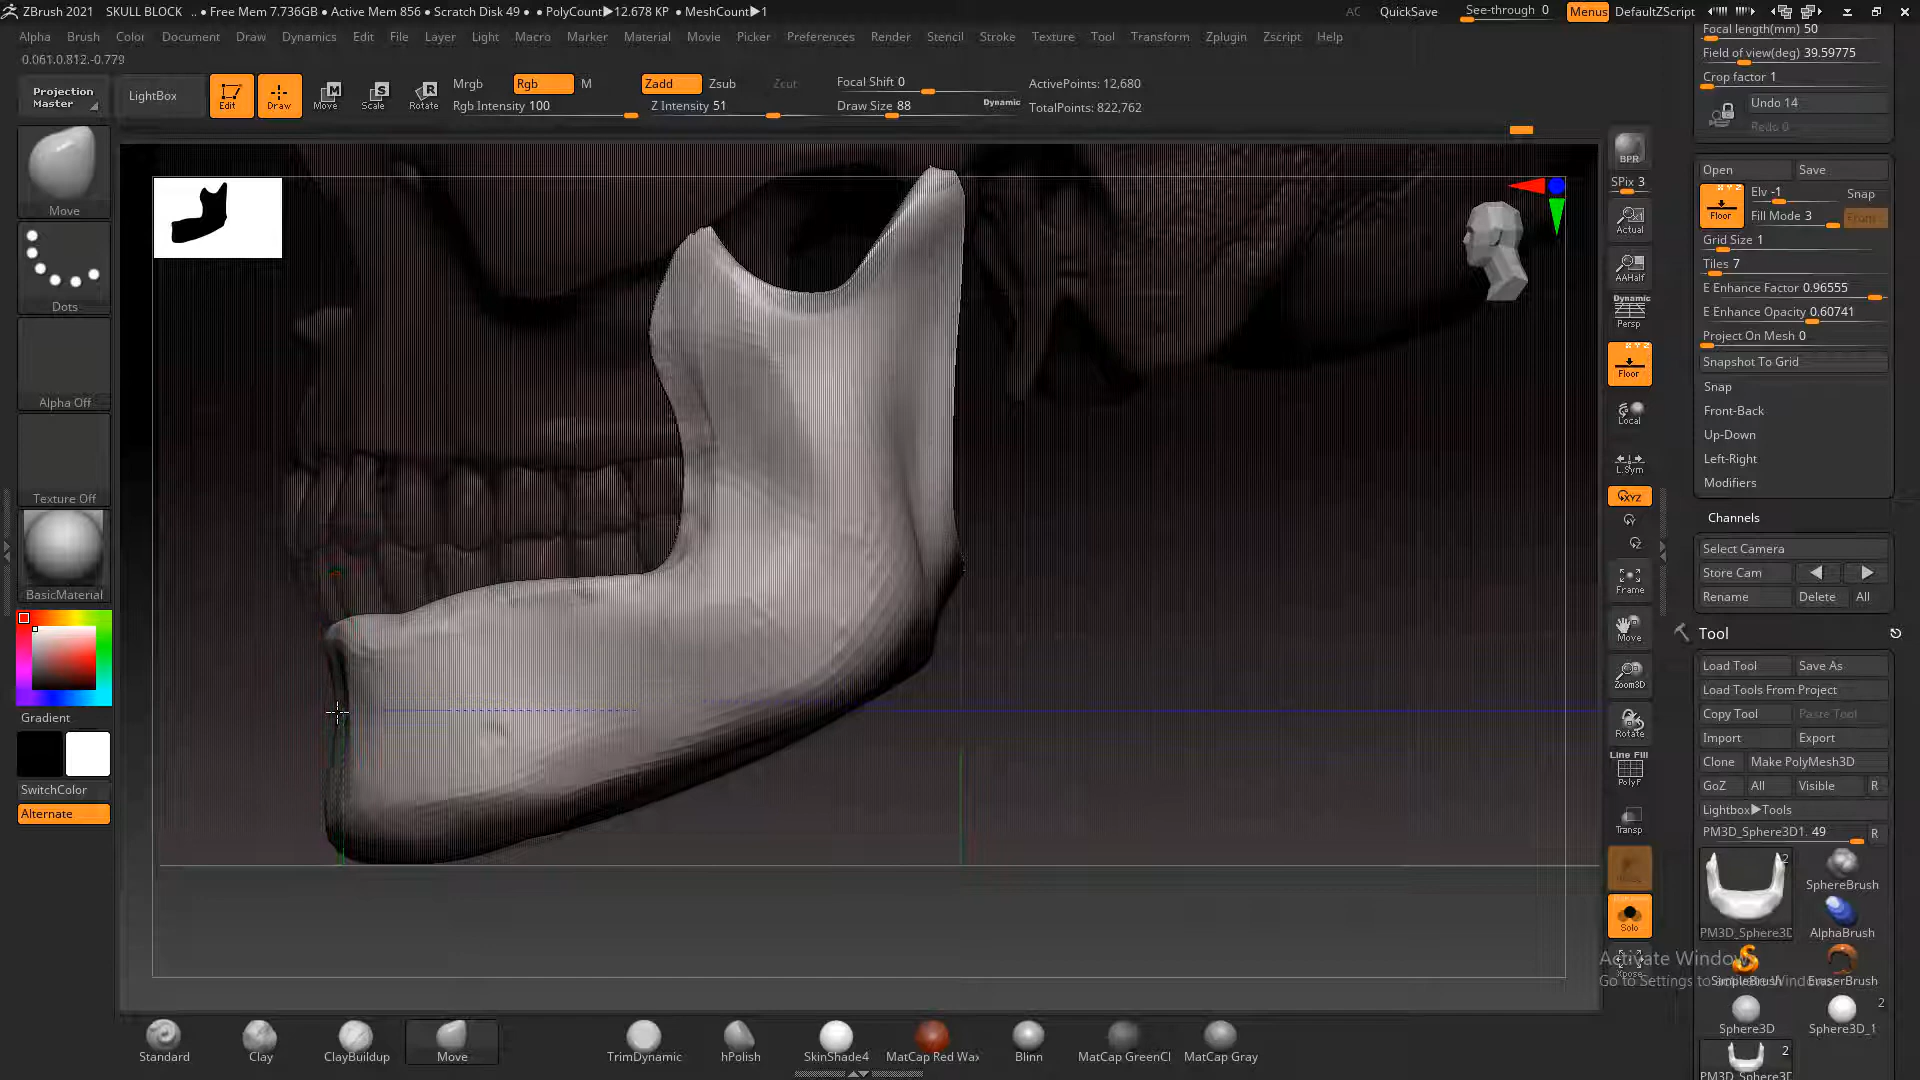 ZBrush 2021 SKULL BLOCK .. ● Free Mem 7.736GB ● Active Mem 856 ● Scratch Disk 49 ● PolyCount▶12.678 KP ● MeshCount▶1
AC QuickSave See-through 0 Menus DefaultZScript
Alpha Brush Color Document Draw Dynamics Edit File Layer Light Macro Marker Material Movie Picker Preferences Render Stencil Stroke Texture Tool Transform Zplugin Zscript Help
0.061,0.812,-0.779
Projection Master
LightBox
Edit
Draw
Move
Scale
Rotate
Mrgb Rgb M
Rgb Intensity 100
Zadd Zsub Zcut
Z Intensity 51
Focal Shift 0
Draw Size 88 Dynamic
ActivePoints: 12,680
TotalPoints: 822,762
Move
Dots
Alpha Off
Texture Off
BasicMaterial
Gradient
SwitchColor
Alternate
BPR
SPix 3
Actual
AAHalf
Dynamic
Persp
Floor
Local
L.Sym
XYZ
Frame
Move
Zoom3D
Rotate
Line Fill
PolyF
Transp
Solo
Xpose
Focal length(mm) 50
Field of view(deg) 39.59775
Crop factor 1
Undo 14
Redo 0
Open Save
Floor Elv -1 Snap
Fill Mode 3 Front
Grid Size 1
Tiles 7
E Enhance Factor 0.96555
E Enhance Opacity 0.60741
Project On Mesh 0
Snapshot To Grid
Snap
Front-Back
Up-Down
Left-Right
Modifiers
Channels
Select Camera
Store Cam
Rename Delete All
Tool
Load Tool Save As
Load Tools From Project
Copy Tool Paste Tool
Import Export
Clone Make PolyMesh3D
GoZ All Visible R
Lightbox▶Tools
PM3D_Sphere3D1. 49 R
2
PM3D_Sphere3D
SphereBrush
AlphaBrush
SimpleBrush EraserBrush
Sphere3D
2
Sphere3D_1
2
PM3D_Sphere3D
Activate Windows
Go to Settings to activate Windows.
Standard Clay ClayBuildup Move TrimDynamic hPolish SkinShade4 MatCap Red Wax Blinn MatCap GreenCl MatCap Gray